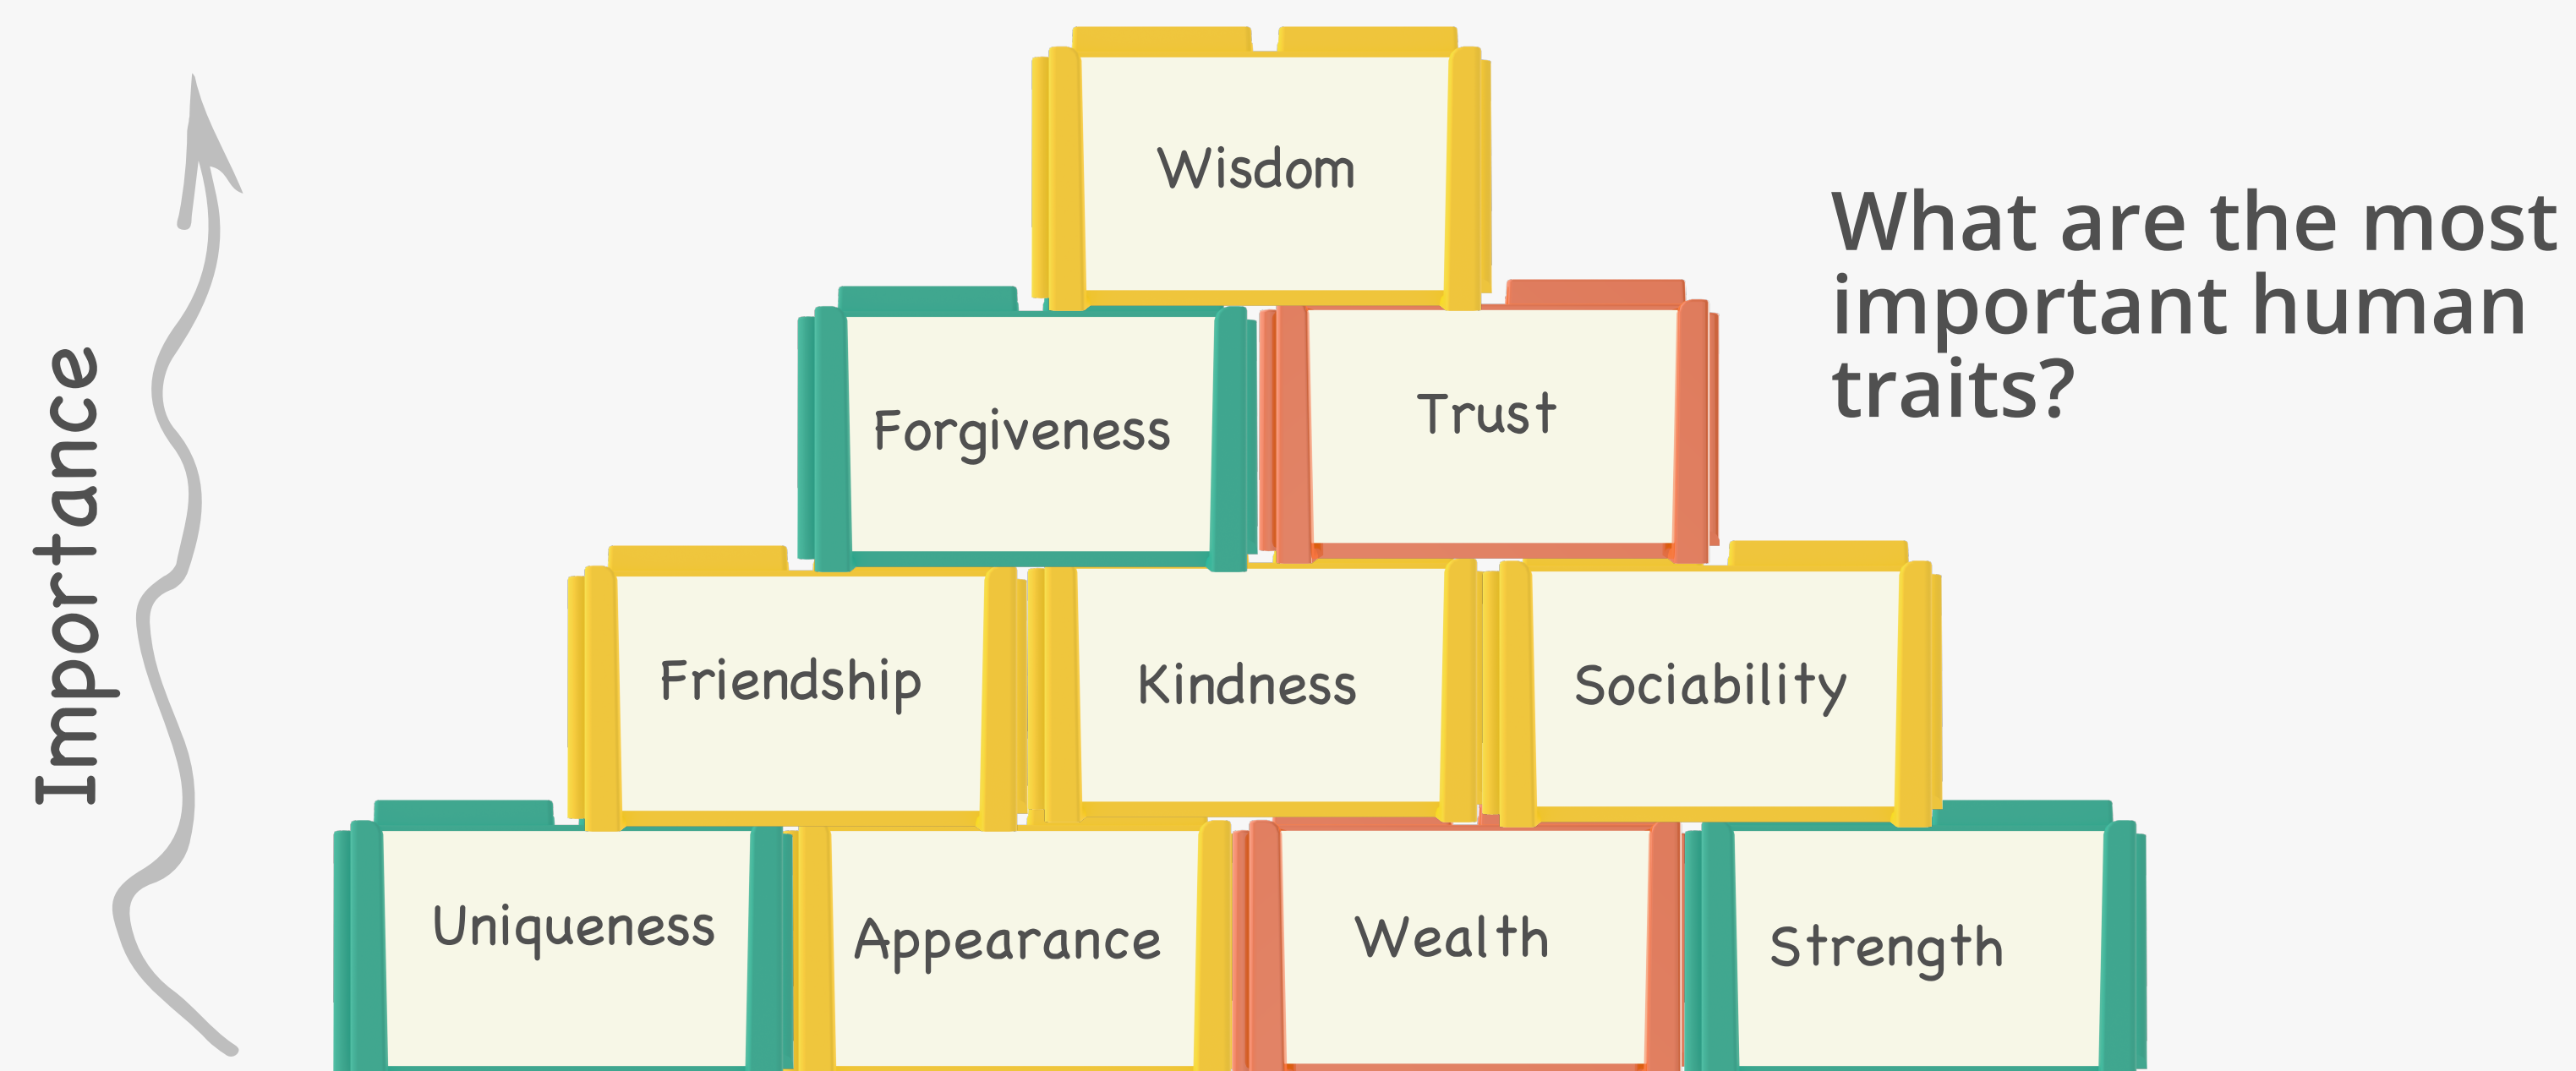 Wisdom
What are the most
important human
traits?
Forgiveness
Trust
Importance
Friendship
Kindness
Sociability
Uniqueness
Appearance
Wealth
Strength